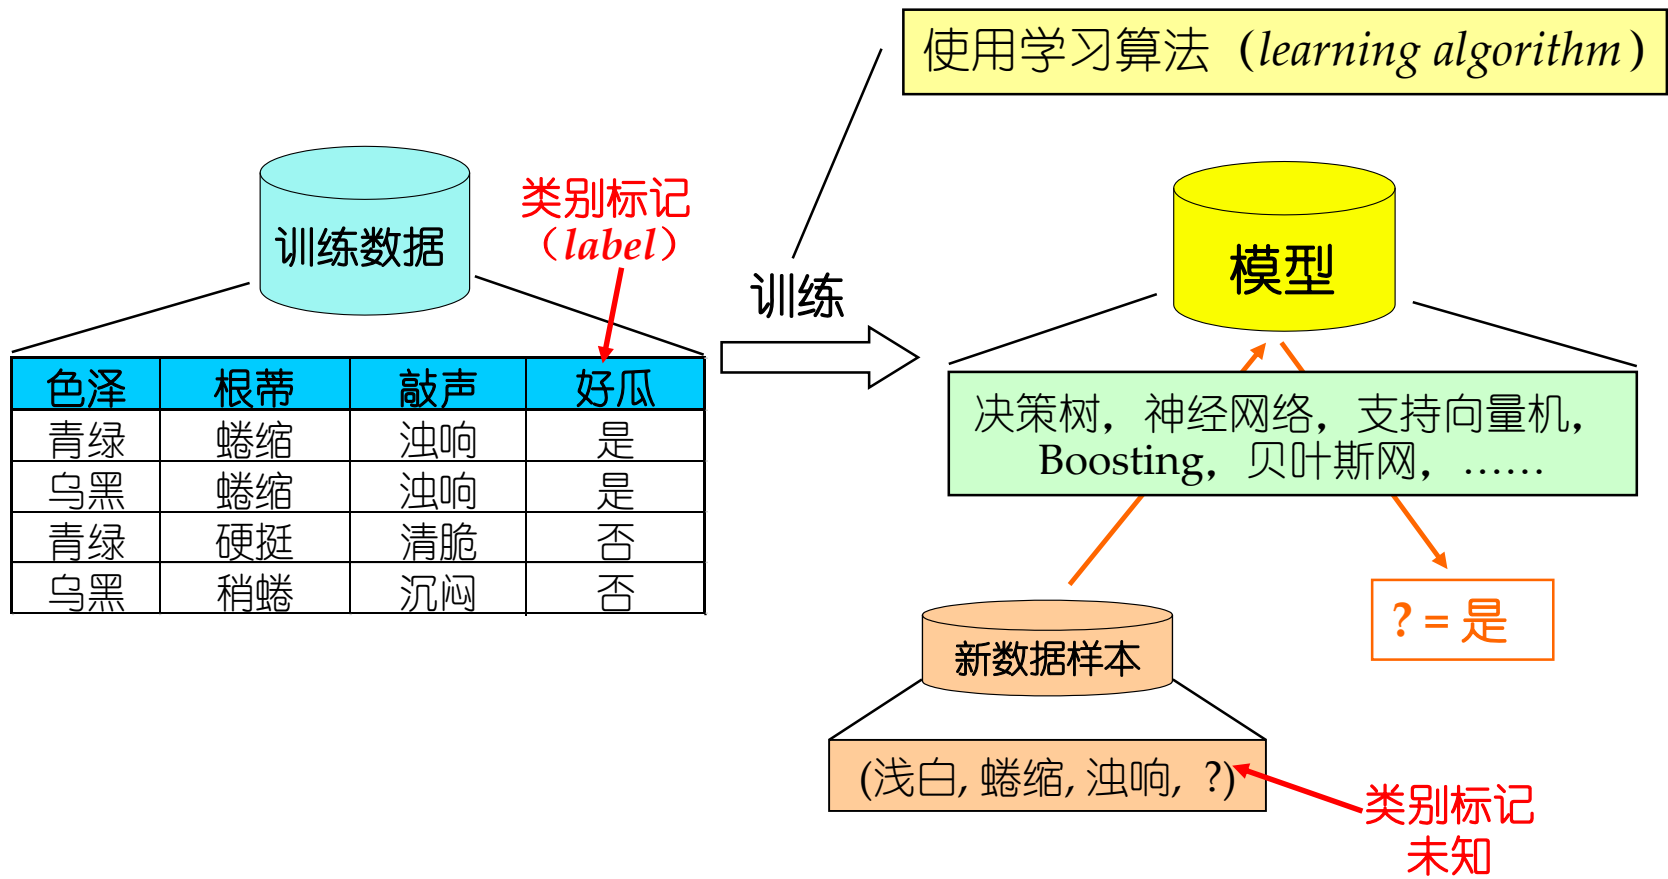 使用学习算法（learning algorithm）
训练数据
类别标记
（label）
训练
模型
色泽 根蒂 敲声 好瓜
青绿 蜷缩 浊响 是
乌黑 蜷缩 浊响 是
青绿 硬挺 清脆 否
乌黑 稍蜷 沉闷 否
决策树，神经网络，支持向量机，
Boosting，贝叶斯网，……
? = 是
新数据样本
(浅白, 蜷缩, 浊响, ?)
类别标记
未知